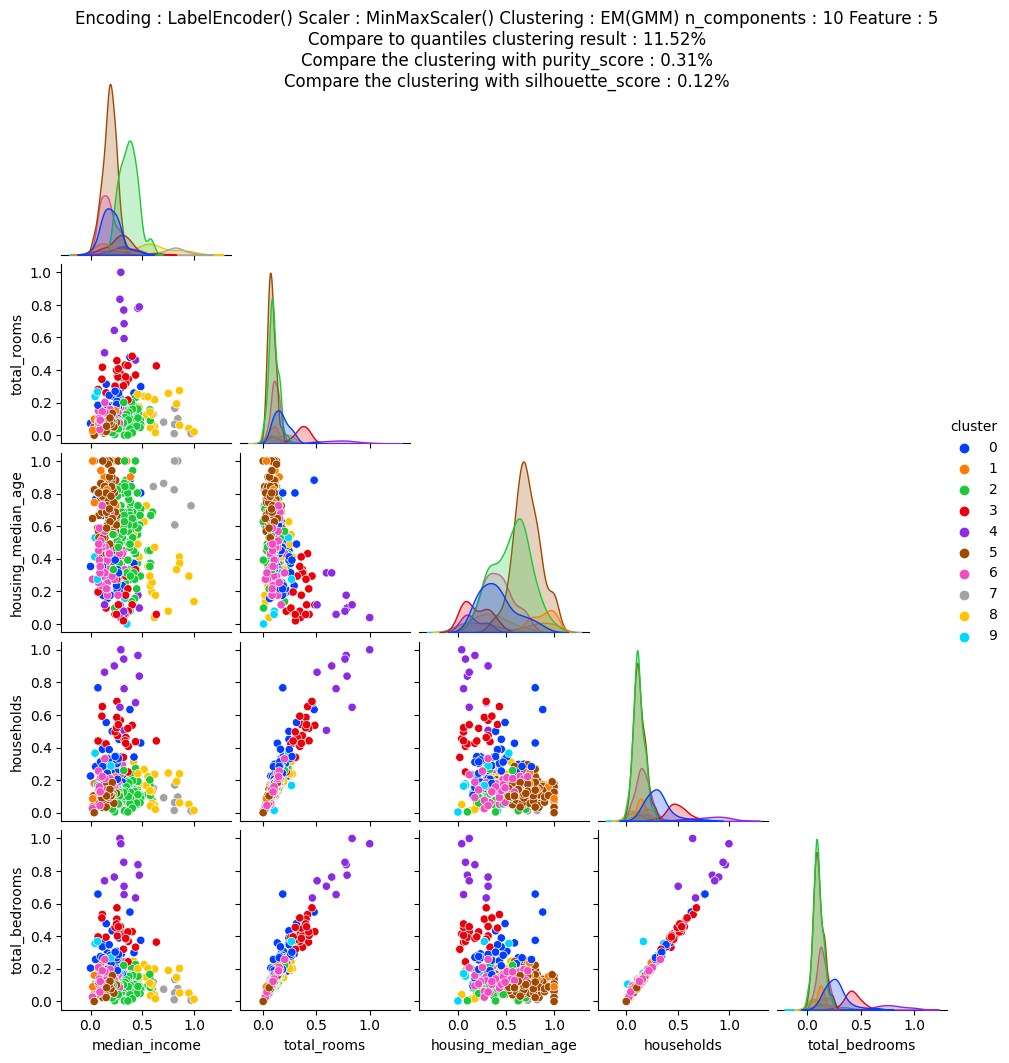 Encoding : LabelEncoder() Scaler : MinMaxScaler() Clustering : EM(GMM) n_components : 10 Feature : 5
Compare to quantiles clustering result : 11.52%
Compare the clustering with purity_score : 0.31%
Compare the clustering with silhouette_score : 0.12%
total_rooms
1.0
0.8
0.6
0.4
0.2
0.0
housing_median_age
1.0
0.8
0.6
0.4
0.2
0.0
households
1.0
0.8
0.6
0.4
0.2
0.0
total_bedrooms
1.0
0.8
0.6
0.4
0.2
0.0
0.0 0.5 1.0
median_income
0.0 0.5 1.0
total_rooms
0.0 0.5 1.0
housing_median_age
0.0 0.5 1.0
households
0.0 0.5 1.0
total_bedrooms
cluster
0
1
2
3
4
5
6
7
8
9